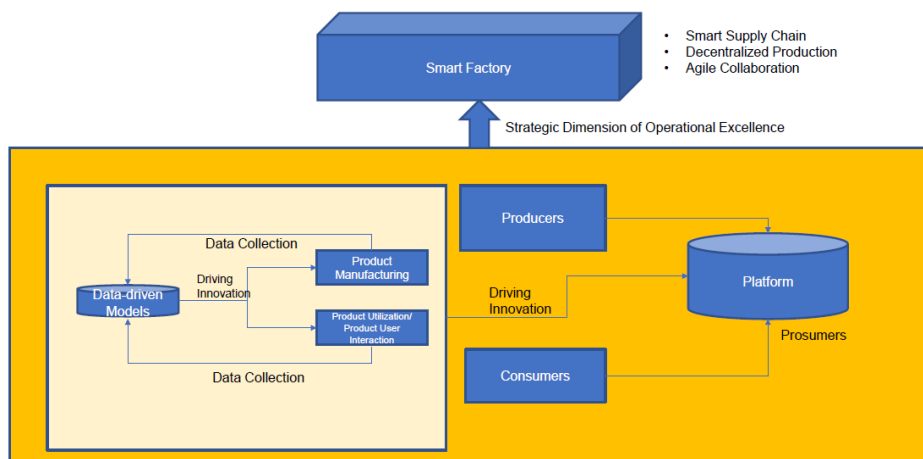 Smart Factory
• Smart Supply Chain
• Decentralized Production
• Agile Collaboration
Strategic Dimension of Operational Excellence
Data Collection
Product
Manufacturing
Driving
Innovation
Data-driven
Models
Product Utilization/
Product User
Interaction
Data Collection
Producers
Driving
Innovation
Platform
Prosumers
Consumers